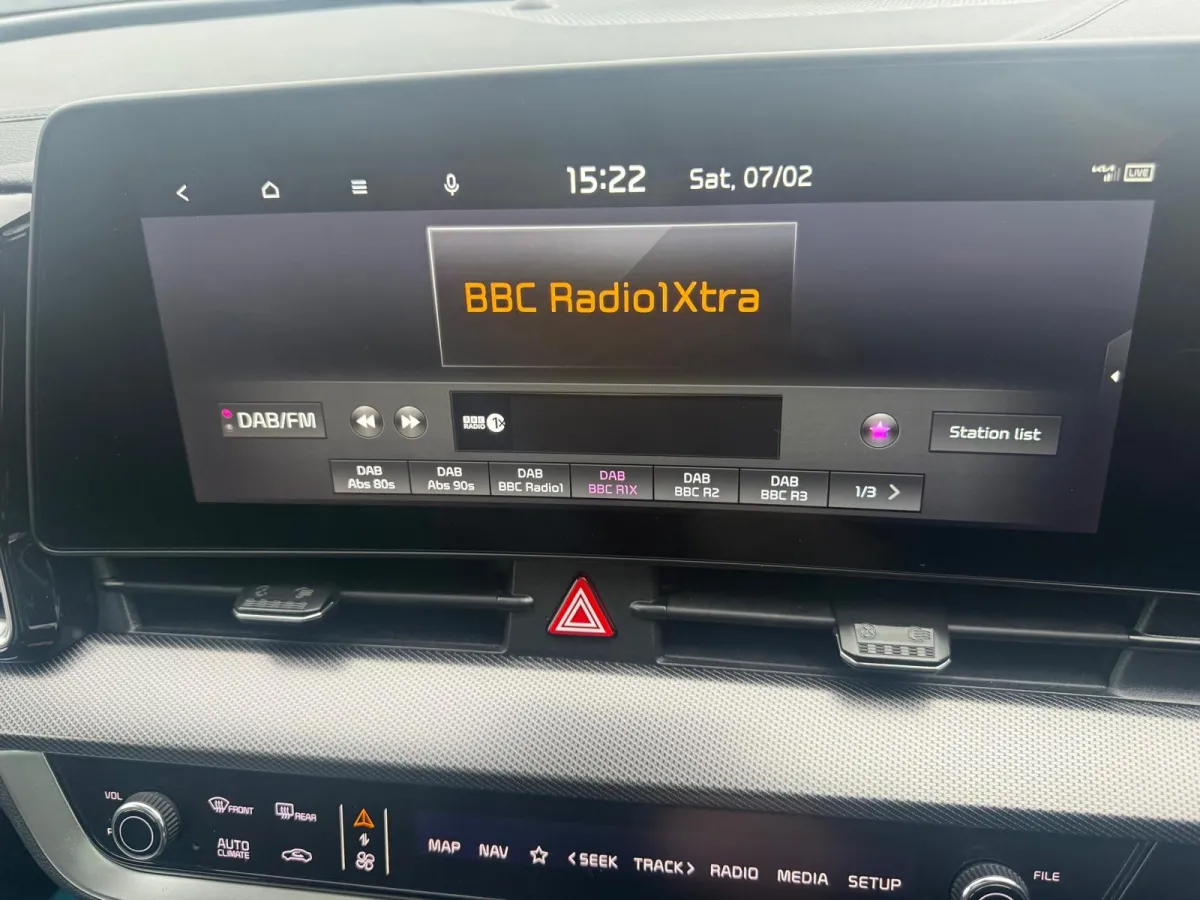 15:22 Sat, 07/02 LIVE
BBC Radio1Xtra
DAB/FM
BBC
RADIO 1X
Station list
DAB DAB DAB DAB DAB DAB
Abs 80s Abs 90s BBC Radio1 BBC R1X BBC R2 BBC R3 1/3
VOL FRONT REAR
AUTO
CLIMATE
MAP NAV SEEK TRACK RADIO MEDIA SETUP FILE